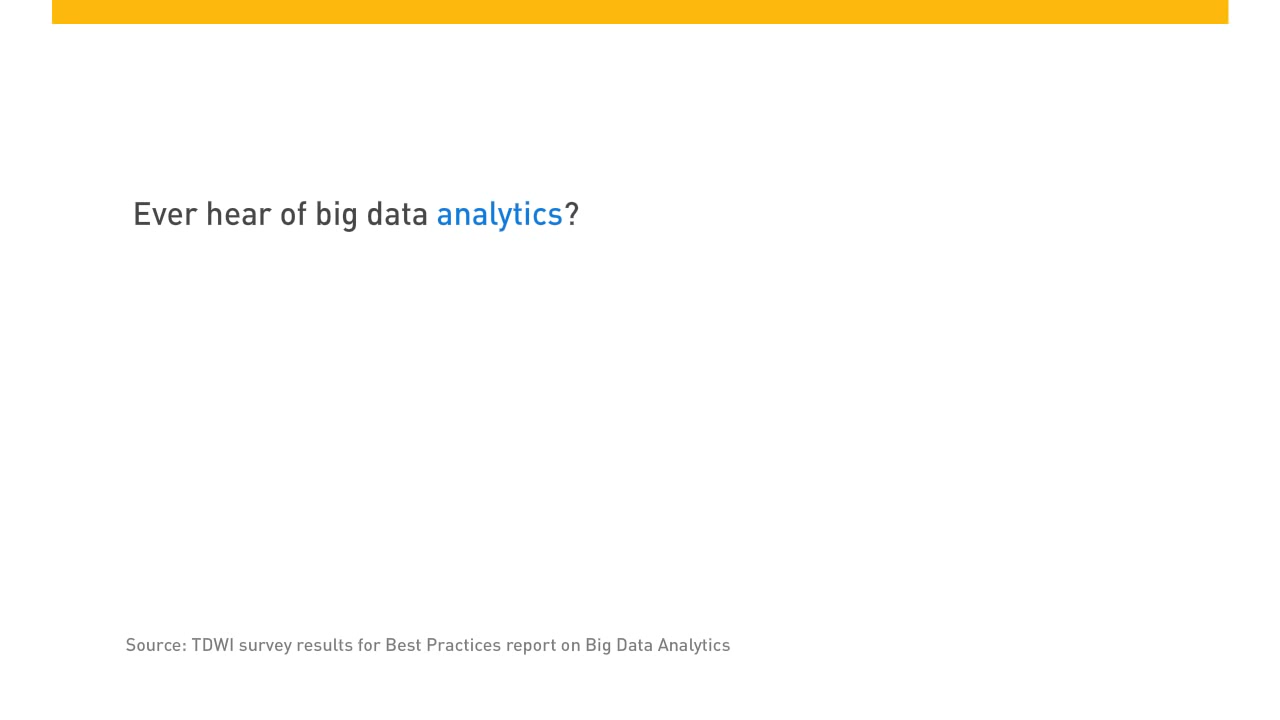 Ever hear of big data analytics?
Source: TDWI survey results for Best Practices report on Big Data Analytics